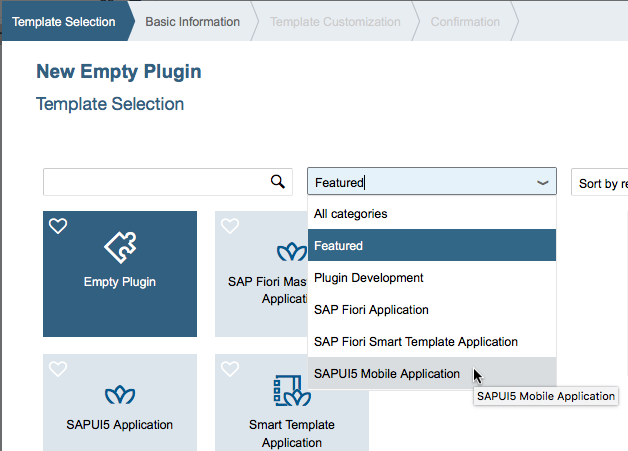 Template Selection
Basic Information
Template Customization
Confirmation
New Empty Plugin
Template Selection
Featured
Sort by re
All categories
Featured
Plugin Development
SAP Fiori Application
SAP Fiori Smart Template Application
SAPUI5 Mobile Application
SAPUI5 Mobile Application
Empty Plugin
SAP Fiori Mas
Applicatio
SAPUI5 Application
Smart Template
Application